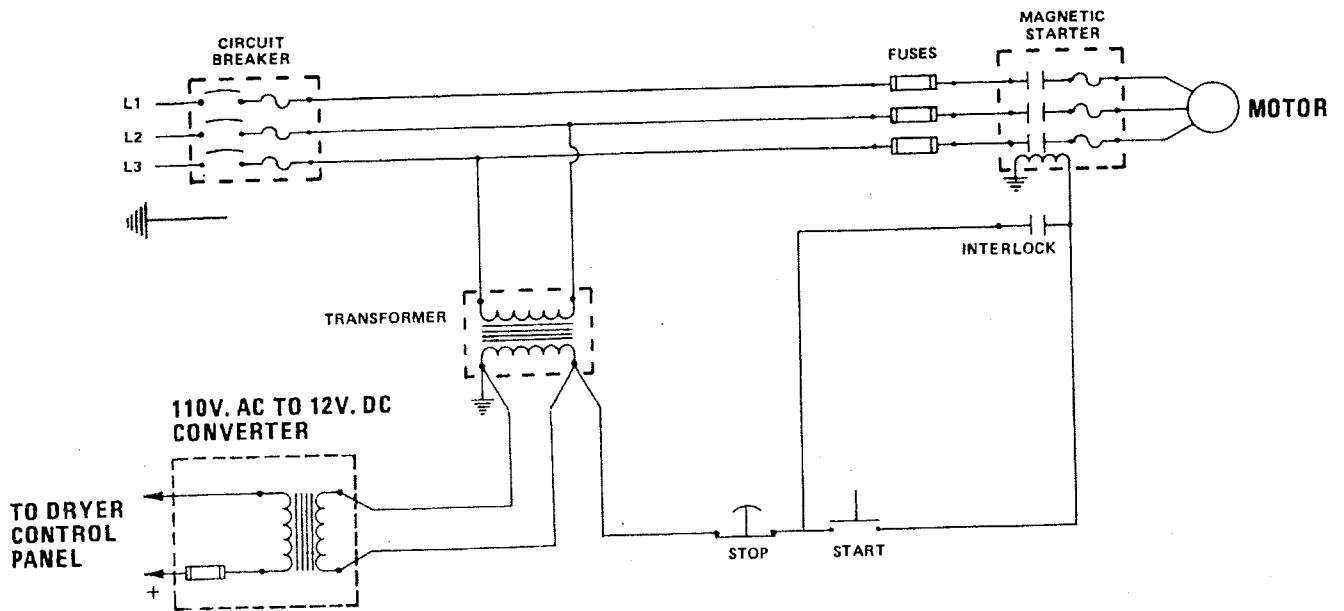 CIRCUIT
BREAKER
L1
L2
L3
FUSES
MAGNETIC
STARTER
MOTOR
INTERLOCK
TRANSFORMER
110V. AC TO 12V. DC
CONVERTER
TO DRYER
CONTROL
PANEL
+
STOP
START